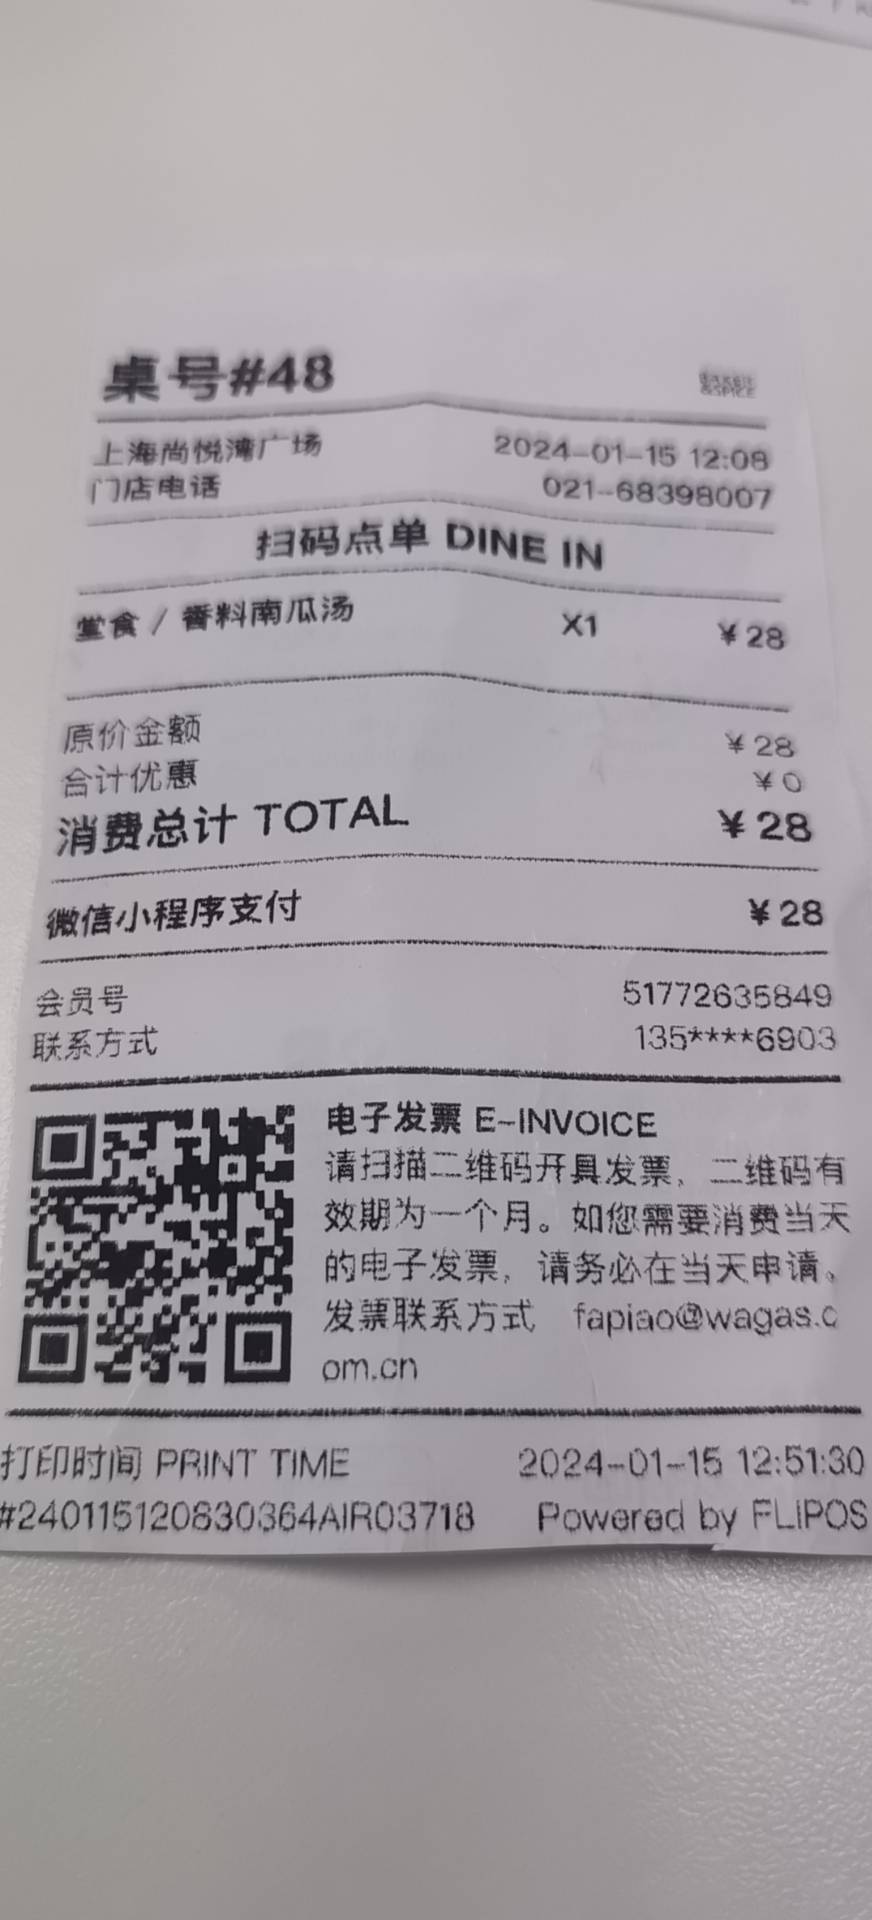 桌号#48
BAKER
&SPICE
上海尚悦湾广场 2024-01-15 12:08
门店电话 021-68398007
扫码点单 DINE IN
堂食 / 香料南瓜汤 X1 ¥28
原价金额 ¥28
合计优惠 ¥0
消费总计 TOTAL ¥28
微信小程序支付 ¥28
会员号 51772635849
联系方式 135****6903
电子发票 E-INVOICE
请扫描二维码开具发票，二维码有
效期为一个月。如您需要消费当天
的电子发票，请务必在当天申请。
发票联系方式 fapiao@wagas.c
om.cn
打印时间 PRINT TIME 2024-01-15 12:51:30
#240115120830364AIR03718 Powered by FLIPOS